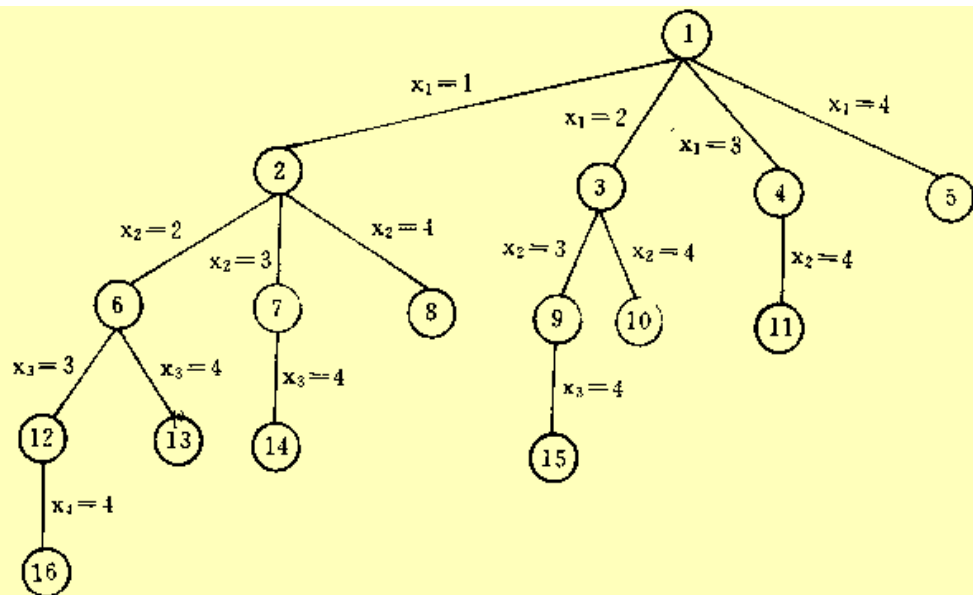 1
x₁=1
x₁=2
x₁=3
x₁=4
2
3
4
5
x₂=2
x₂=3
x₂=4
x₂=3
x₂=4
x₂=4
6
7
8
9
10
11
x₃=3
x₃=4
x₃=4
x₃=4
12
13
14
15
x₄=4
16